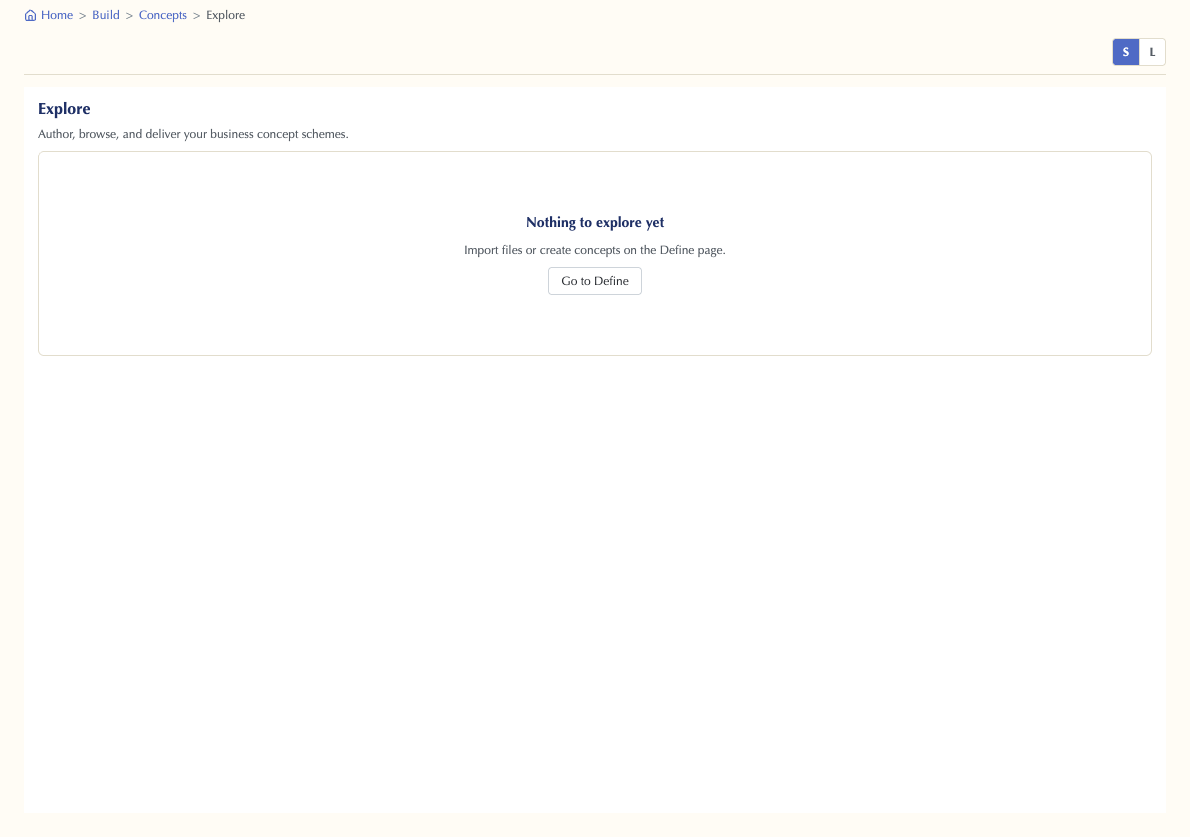 Home > Build > Concepts > Explore
S L
Explore
Author, browse, and deliver your business concept schemes.
Nothing to explore yet
Import files or create concepts on the Define page.
Go to Define